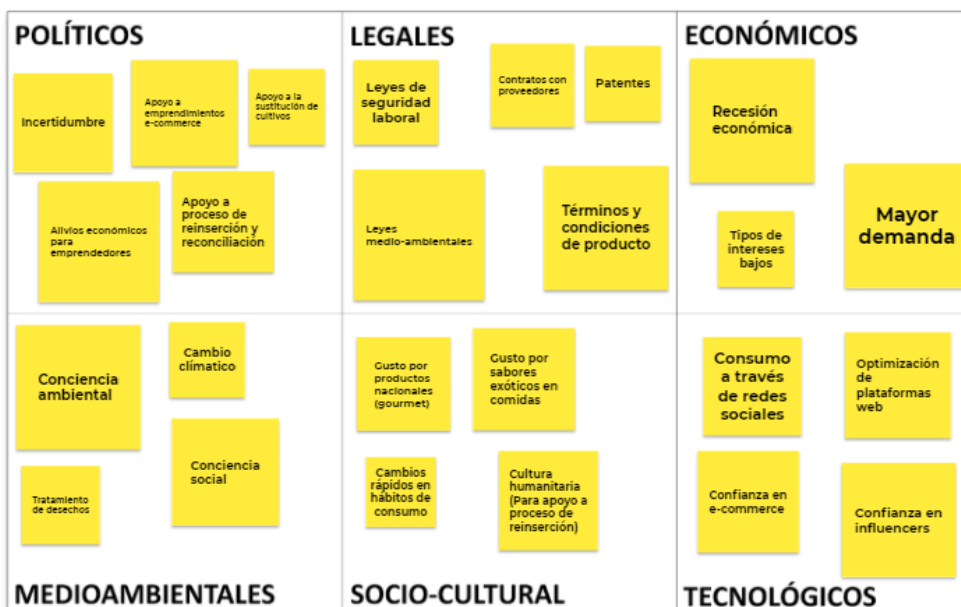 POLÍTICOS
Incertidumbre
Apoyo a
emprendimientos
e-commerce
Apoyo a la
sustitución de
cultivos
Alivios económicos
para
emprendedores
Apoyo a
proceso de
reinserción y
reconciliación
LEGALES
Leyes de
seguridad
laboral
Contratos con
proveedores
Patentes
Leyes
medio-ambientales
Términos y
condiciones
de producto
ECONÓMICOS
Recesión
económica
Mayor
demanda
Tipos de
intereses
bajos
Conciencia
ambiental
Cambio
clímatico
Conciencia
social
Tratamiento
de desechos
MEDIOAMBIENTALES
Gusto por
productos
nacionales
(gourmet)
Gusto por
sabores
exóticos en
comidas
Cambios
rápidos en
hábitos de
consumo
Cultura
humanitaria
(Para apoyo a
proceso de
reinserción)
SOCIO-CULTURAL
Consumo
a través
de redes
sociales
Optimización
de
plataformas
web
Confianza en
e-commerce
Confianza en
influencers
TECNOLÓGICOS